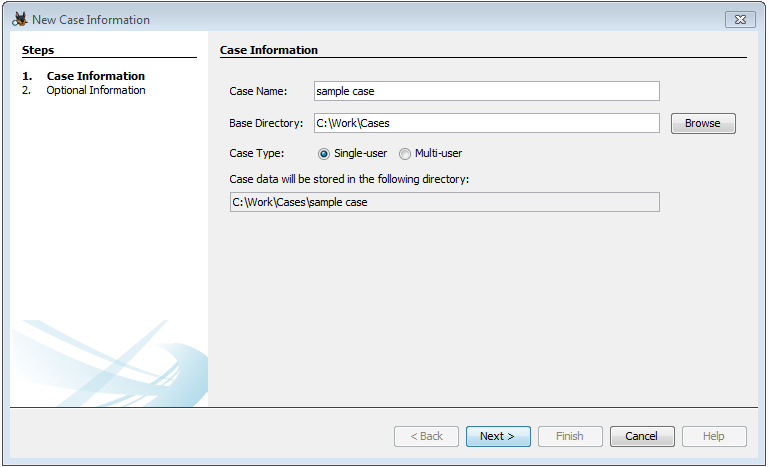 New Case Information
Steps
1. Case Information
2. Optional Information
Case Information
Case Name: sample case
Base Directory: C:\Work\Cases Browse
Case Type: Single-user Multi-user
Case data will be stored in the following directory:
C:\Work\Cases\sample case
< Back Next > Finish Cancel Help